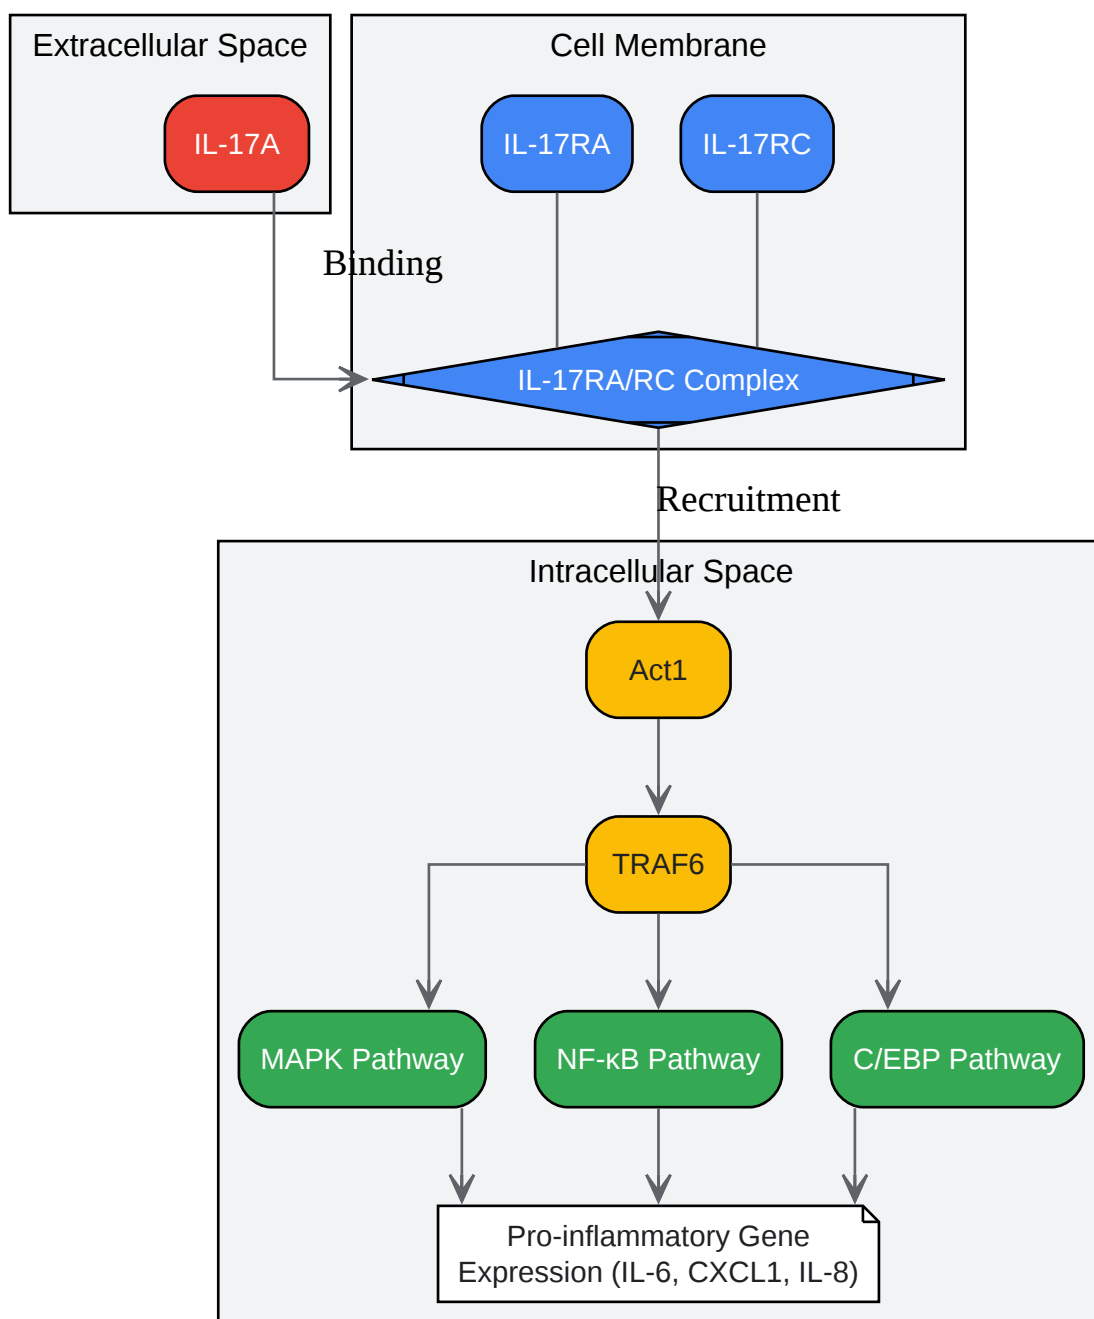 Extracellular Space
Cell Membrane
IL-17A
IL-17RA
IL-17RC
Binding
IL-17RA/RC Complex
Recruitment
Intracellular Space
Act1
TRAF6
MAPK Pathway
NF-κB Pathway
C/EBP Pathway
Pro-inflammatory Gene
Expression (IL-6, CXCL1, IL-8)